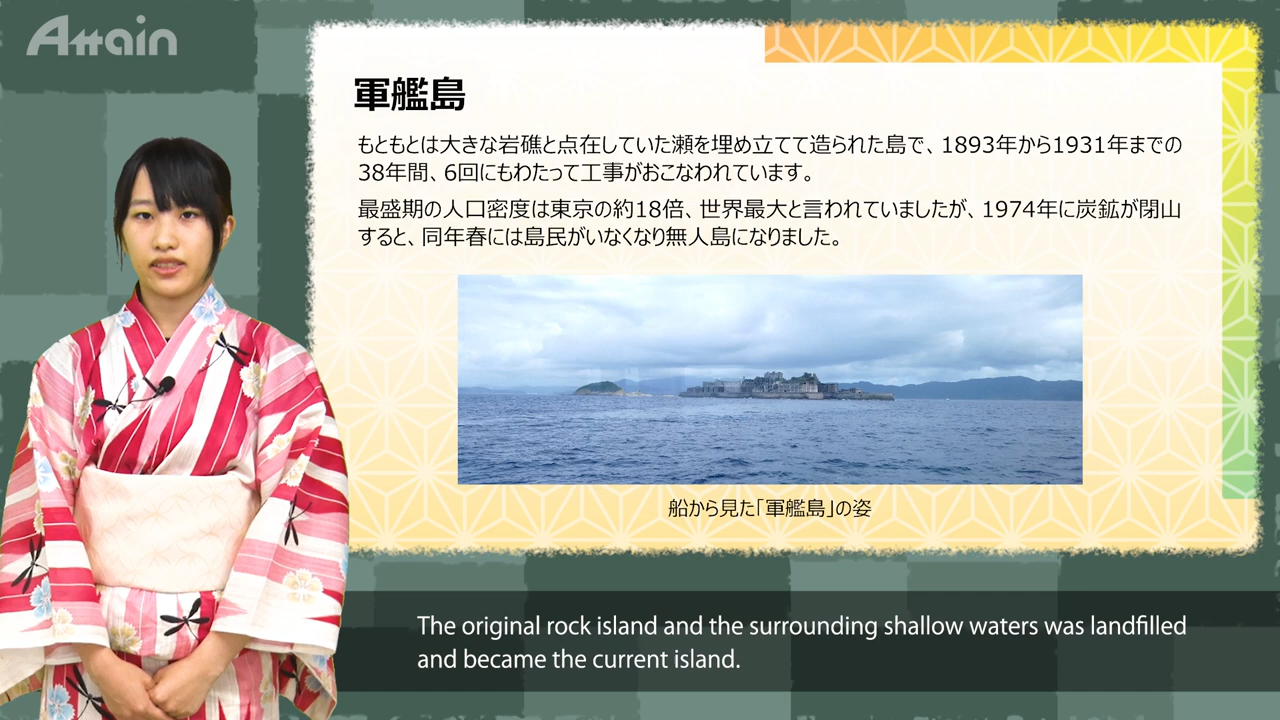 Attain
軍艦島
もともとは大きな岩礁と点在していた瀬を埋め立てて造られた島で、1893年から1931年までの
38年間、6回にもわたって工事がおこなわれています。
最盛期の人口密度は東京の約18倍、世界最大と言われていましたが、1974年に炭鉱が閉山
すると、同年春には島民がいなくなり無人島になりました。
船から見た「軍艦島」の姿
The original rock island and the surrounding shallow waters was landfilled
and became the current island.